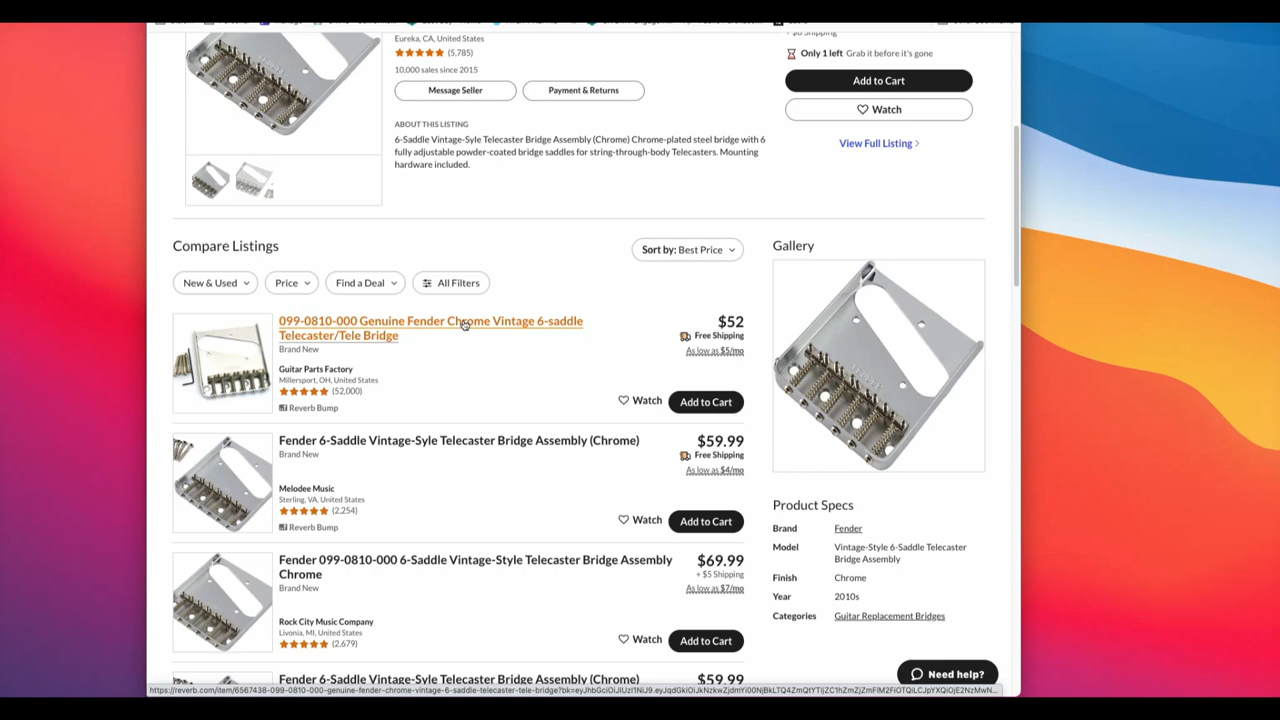 Eureka, CA, United States
(5,785)
10,000 sales since 2015
Message Seller
Payment & Returns
ABOUT THIS LISTING
6-Saddle Vintage-Syle Telecaster Bridge Assembly (Chrome) Chrome-plated steel bridge with 6
fully adjustable powder-coated bridge saddles for string-through-body Telecasters. Mounting
hardware included.
+ $8 Shipping
Only 1 left Grab it before it's gone
Add to Cart
Watch
View Full Listing
Compare Listings
Sort by: Best Price
New & Used
Price
Find a Deal
All Filters
099-0810-000 Genuine Fender Chrome Vintage 6-saddle
Telecaster/Tele Bridge
Brand New
Guitar Parts Factory
Millersport, OH, United States
(52,000)
Reverb Bump
$52
Free Shipping
As low as $5/mo
Watch
Add to Cart
Fender 6-Saddle Vintage-Syle Telecaster Bridge Assembly (Chrome)
Brand New
Melodee Music
Sterling, VA, United States
(2,254)
Reverb Bump
$59.99
Free Shipping
As low as $4/mo
Watch
Add to Cart
Fender 099-0810-000 6-Saddle Vintage-Style Telecaster Bridge Assembly
Chrome
Brand New
Rock City Music Company
Livonia, MI, United States
(2,679)
$69.99
+ $5 Shipping
As low as $7/mo
Watch
Add to Cart
Fender 6-Saddle Vintage-Syle Telecaster Bridge Assembly (Chrome)
$59.99
Gallery
Product Specs
Brand
Fender
Model
Vintage-Style 6-Saddle Telecaster
Bridge Assembly
Finish
Chrome
Year
2010s
Categories
Guitar Replacement Bridges
Need help?